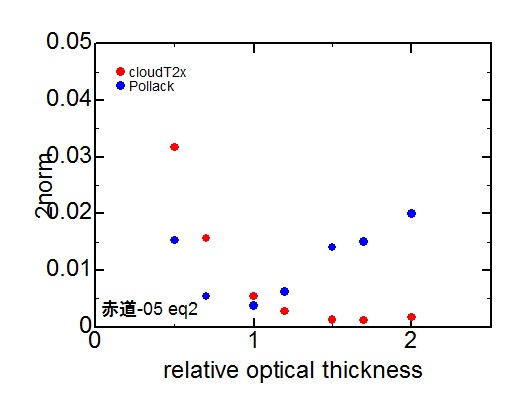 0.05
cloudT2x
Pollack
0.04
0.03
2norm
0.02
0.01
赤道-05 eq2
0
0
1
2
relative optical thickness